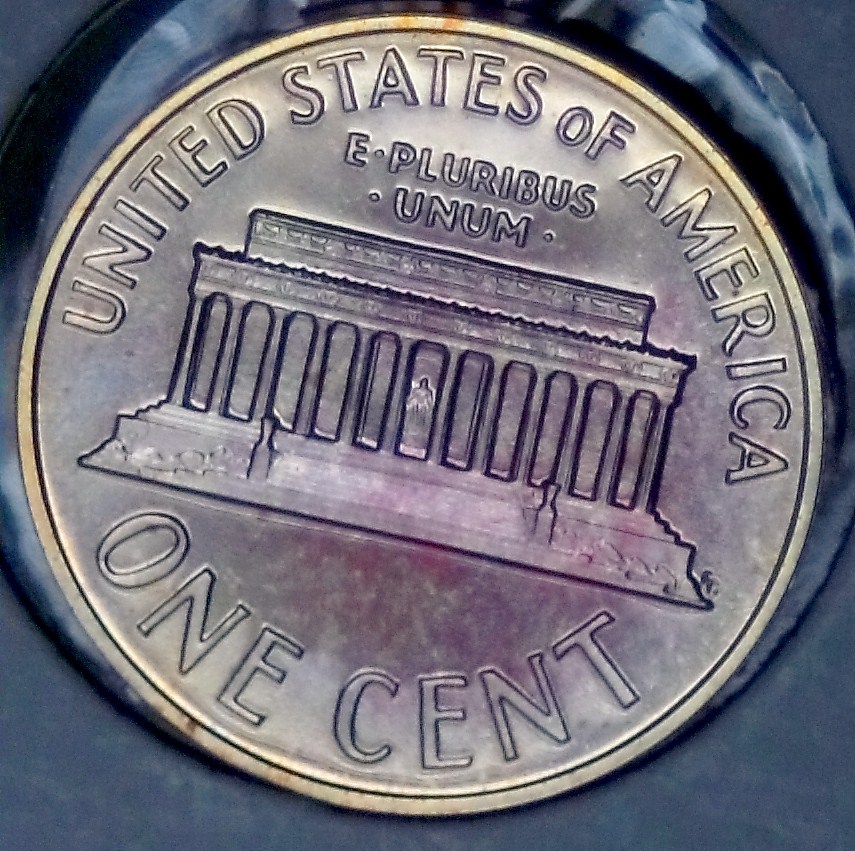 UNITED STATES OF AMERICA
E·PLURIBUS
·UNUM·
ONE CENT